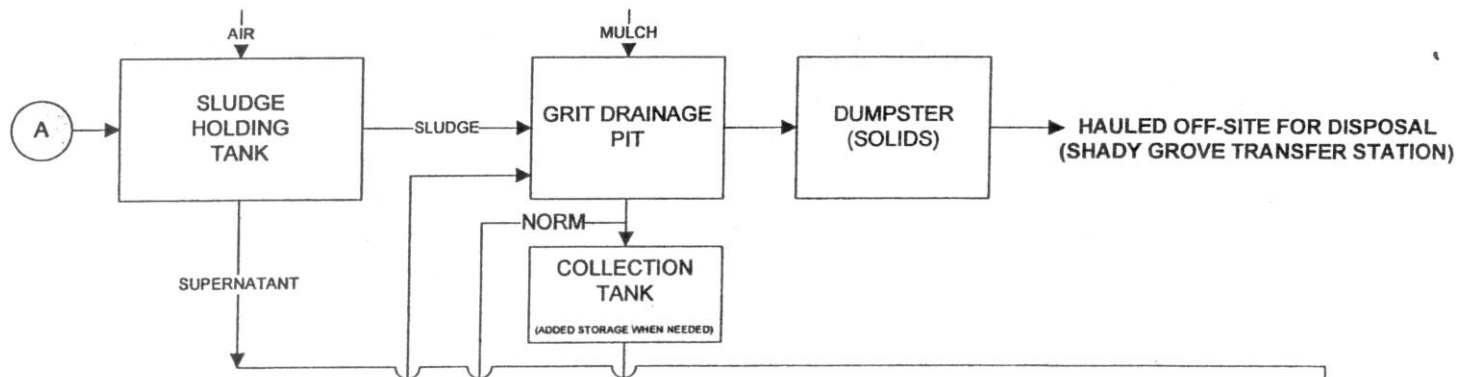 AIR
MULCH
A
SLUDGE
HOLDING
TANK
SLUDGE
GRIT DRAINAGE
PIT
DUMPSTER
(SOLIDS)
HAULED OFF-SITE FOR DISPOSAL
(SHADY GROVE TRANSFER STATION)
NORM
SUPERNATANT
COLLECTION
TANK
(ADDED STORAGE WHEN NEEDED)